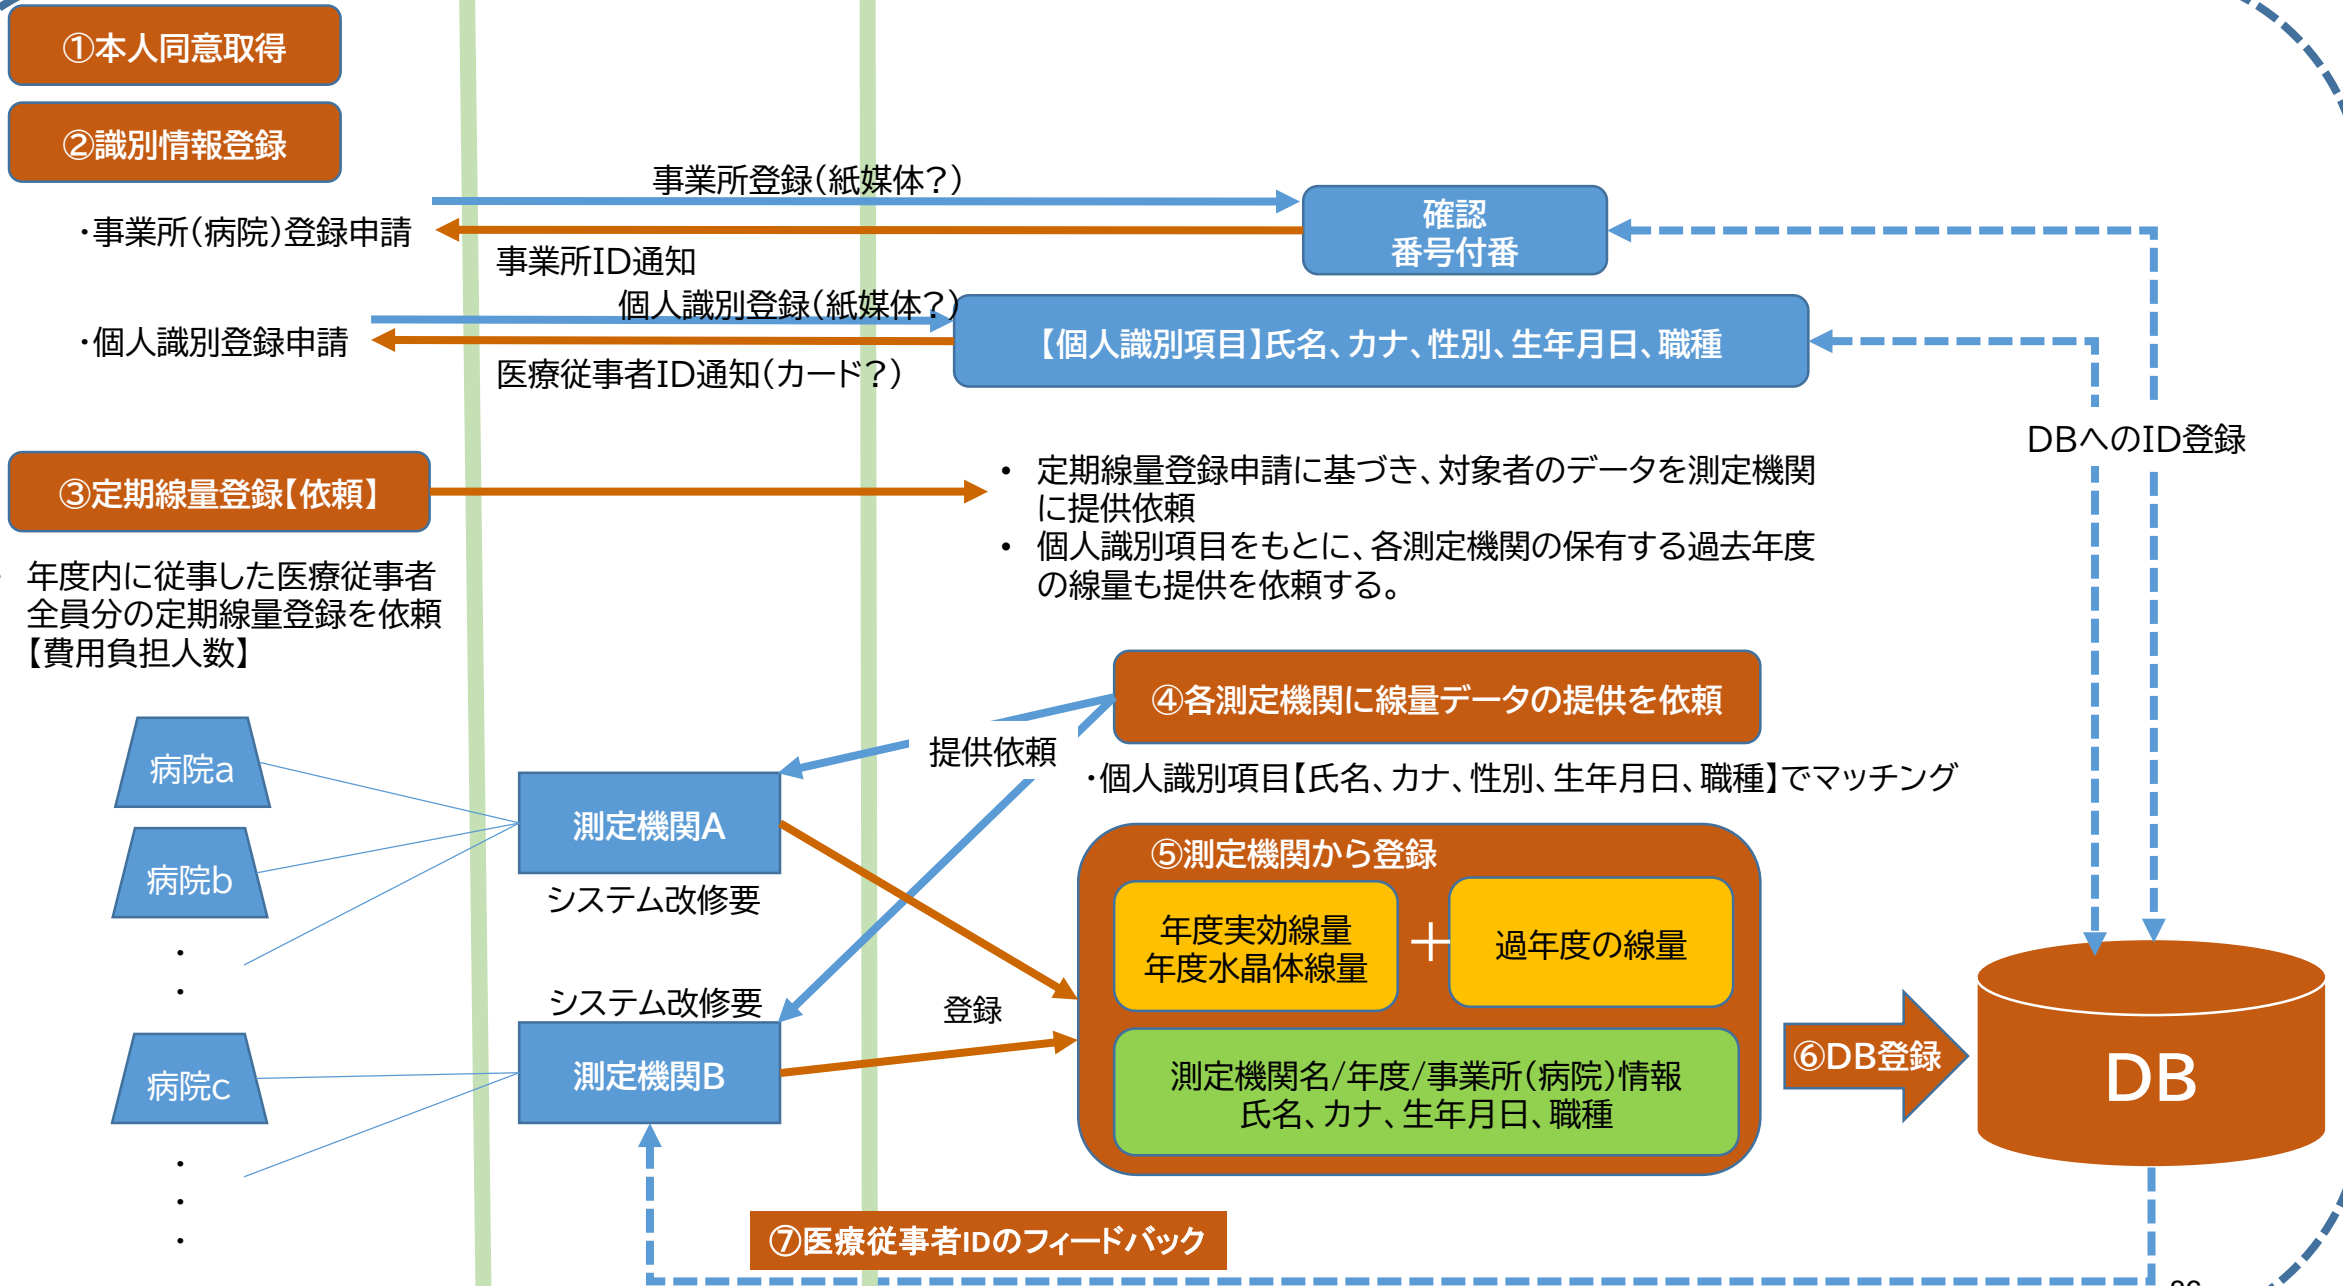 ①本人同意取得
②識別情報登録
事業所登録(紙媒体?)
・事業所(病院)登録申請
確認
番号付番
事業所ID通知
個人識別登録(紙媒体?)
・個人識別登録申請
【個人識別項目】氏名、カナ、性別、生年月日、職種
医療従事者ID通知(カード?)
DBへのID登録
③定期線量登録【依頼】
• 定期線量登録申請に基づき、対象者のデータを測定機関
に提供依頼
• 個人識別項目をもとに、各測定機関の保有する過去年度
の線量も提供を依頼する。
年度内に従事した医療従事者
全員分の定期線量登録を依頼
【費用負担人数】
④各測定機関に線量データの提供を依頼
提供依頼
・個人識別項目【氏名、カナ、性別、生年月日、職種】でマッチング
病院a
病院b
・
・
病院c
・
・
・
測定機関A
システム改修要
システム改修要
測定機関B
登録
⑤測定機関から登録
年度実効線量
年度水晶体線量
+
過年度の線量
測定機関名/年度/事業所(病院)情報
氏名、カナ、生年月日、職種
⑥DB登録
DB
⑦医療従事者IDのフィードバック